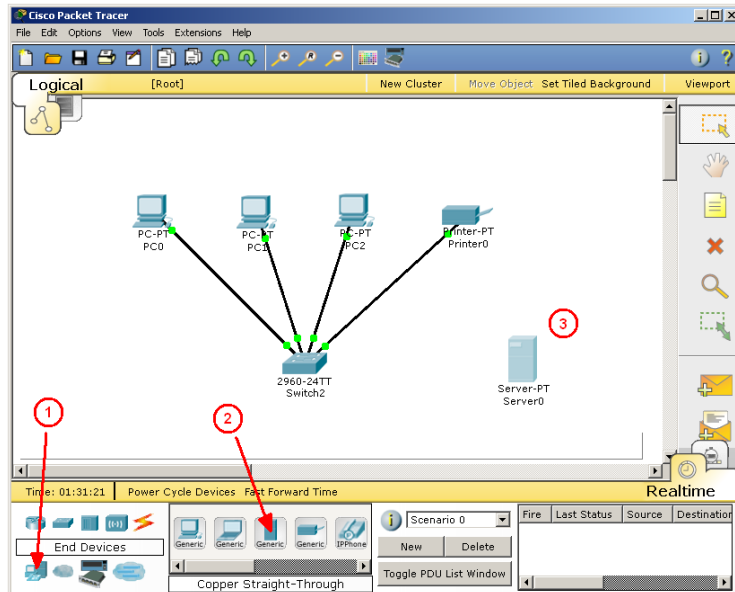 Cisco Packet Tracer
File Edit Options View Tools Extensions Help
Logical [Root] New Cluster Move Object Set Tiled Background Viewport
PC-PT
PC0
PC-PT
PC1
PC-PT
PC2
Printer-PT
Printer0
3
2960-24TT
Switch2
Server-PT
Server0
1
2
Time: 01:31:21 Power Cycle Devices Fast Forward Time Realtime
End Devices
Generic Generic Generic Generic IPPhone
Copper Straight-Through
Scenario 0
New Delete
Toggle PDU List Window
Fire Last Status Source Destination